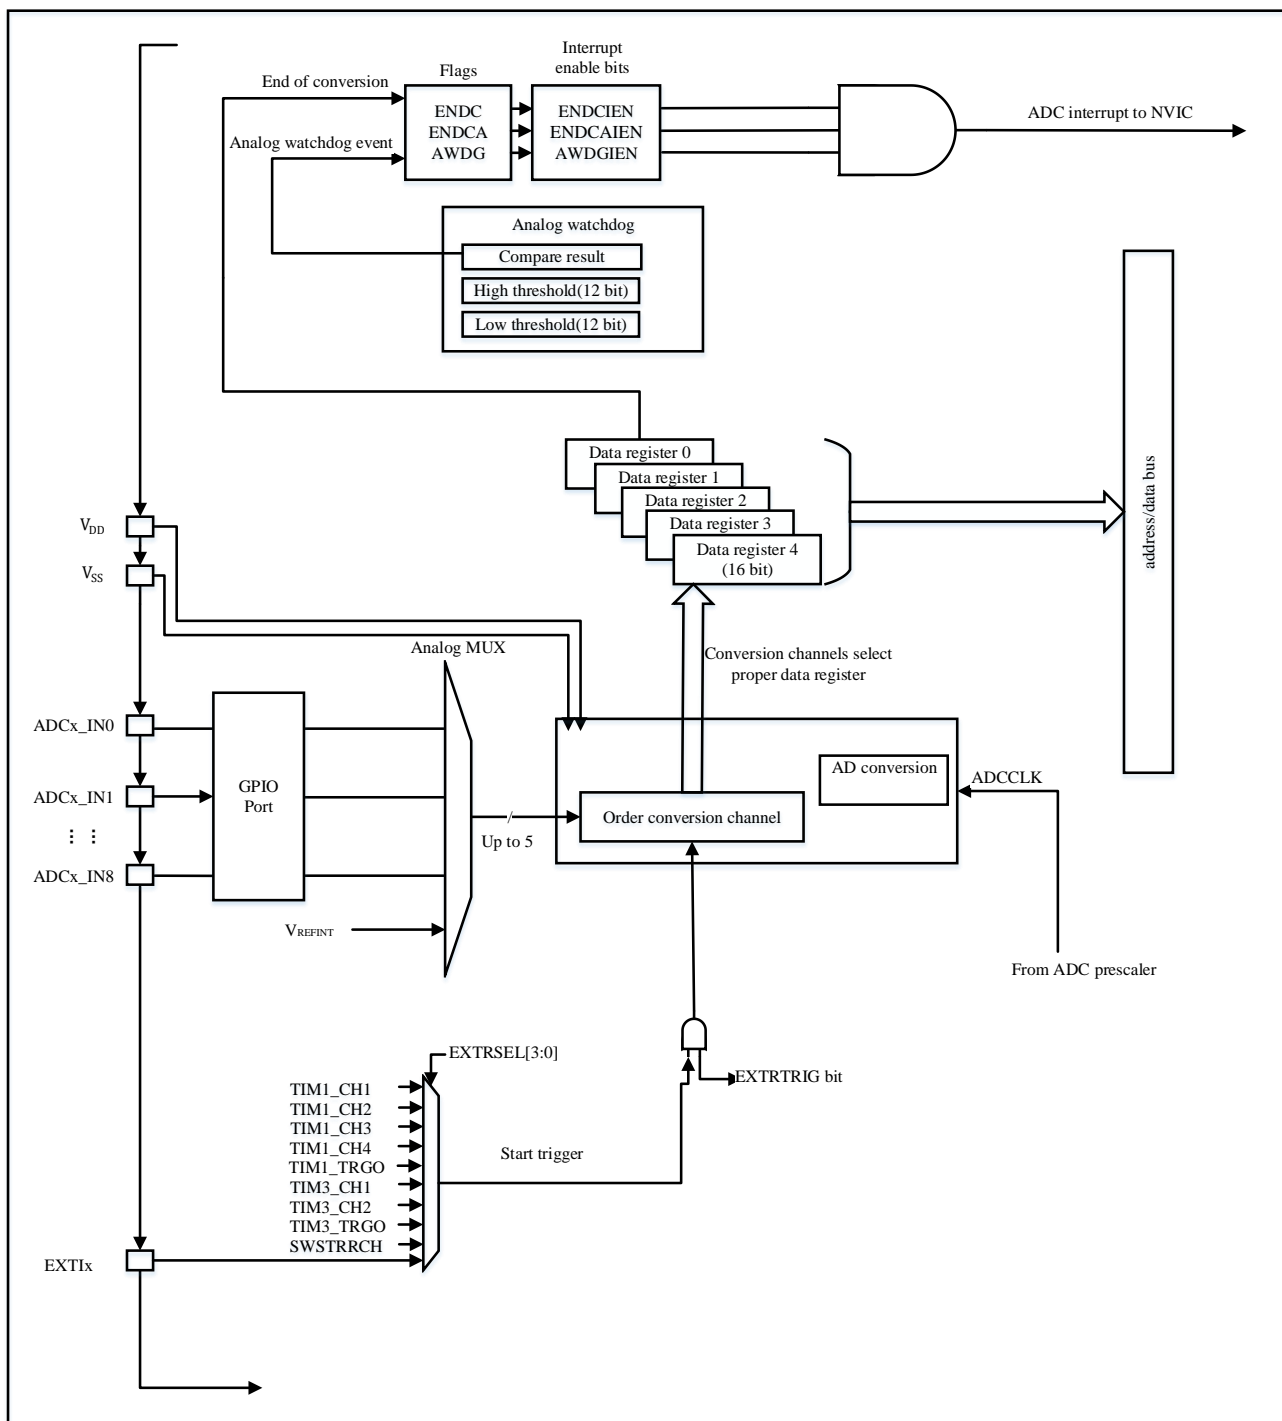 Interrupt
enable bits
Flags
End of conversion
ENDC
ENDCA
AWDG
ENDCIEN
ENDCAIEN
AWDGIEN
ADC interrupt to NVIC
Analog watchdog event
Analog watchdog
Compare result
High threshold(12 bit)
Low threshold(12 bit)
address/data bus
Data register 0
Data register 1
Data register 2
Data register 3
Data register 4
(16 bit)
VDD
VSS
Analog MUX
Conversion channels select
proper data register
ADCx_IN0
ADCx_IN1
⋮ ⋮
ADCx_IN8
GPIO
Port
AD conversion
ADCCLK
Order conversion channel
Up to 5
VREFINT
From ADC prescaler
EXTRSEL[3:0]
EXTRTRIG bit
TIM1_CH1
TIM1_CH2
TIM1_CH3
TIM1_CH4
TIM1_TRGO
TIM3_CH1
TIM3_CH2
TIM3_TRGO
SWSTRRCH
Start trigger
EXTIx